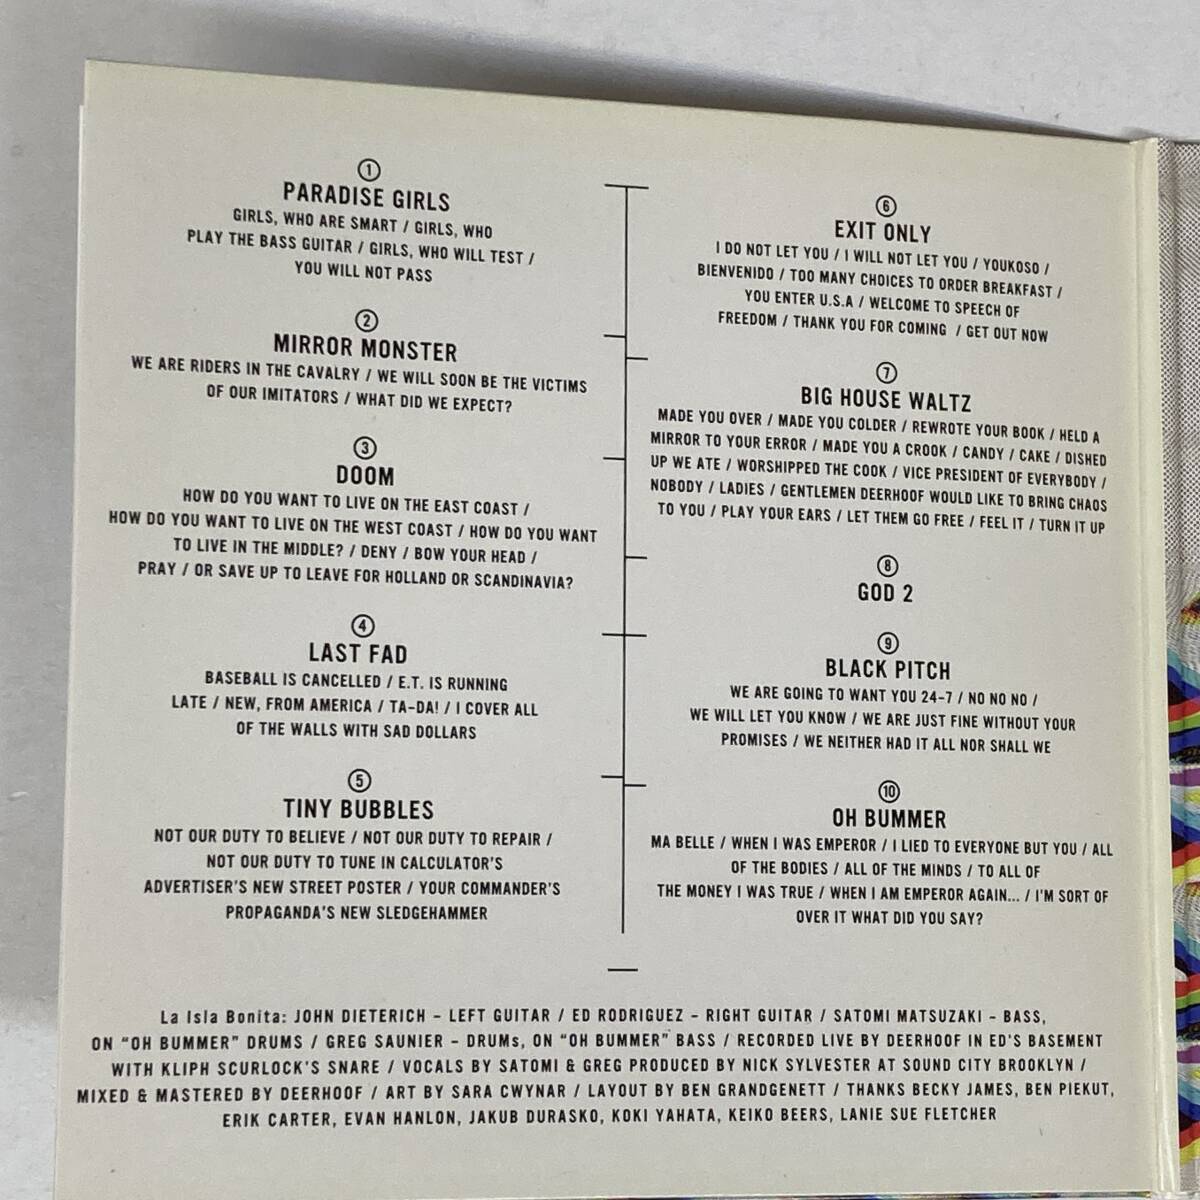 ①
PARADISE GIRLS
GIRLS, WHO ARE SMART / GIRLS, WHO
PLAY THE BASS GUITAR / GIRLS, WHO WILL TEST /
YOU WILL NOT PASS
②
MIRROR MONSTER
WE ARE RIDERS IN THE CAVALRY / WE WILL SOON BE THE VICTIMS
OF OUR IMITATORS / WHAT DID WE EXPECT?
③
DOOM
HOW DO YOU WANT TO LIVE ON THE EAST COAST /
HOW DO YOU WANT TO LIVE ON THE WEST COAST / HOW DO YOU WANT
TO LIVE IN THE MIDDLE? / DENY / BOW YOUR HEAD /
PRAY / OR SAVE UP TO LEAVE FOR HOLLAND OR SCANDINAVIA?
④
LAST FAD
BASEBALL IS CANCELLED / E.T. IS RUNNING
LATE / NEW, FROM AMERICA / TA-DA! / I COVER ALL
OF THE WALLS WITH SAD DOLLARS
⑤
TINY BUBBLES
NOT OUR DUTY TO BELIEVE / NOT OUR DUTY TO REPAIR /
NOT OUR DUTY TO TUNE IN CALCULATOR'S
ADVERTISER'S NEW STREET POSTER / YOUR COMMANDER'S
PROPAGANDA'S NEW SLEDGEHAMMER
⑥
EXIT ONLY
I DO NOT LET YOU / I WILL NOT LET YOU / YOUKOSO /
BIENVENIDO / TOO MANY CHOICES TO ORDER BREAKFAST /
YOU ENTER U.S.A / WELCOME TO SPEECH OF
FREEDOM / THANK YOU FOR COMING / GET OUT NOW
⑦
BIG HOUSE WALTZ
MADE YOU OVER / MADE YOU COLDER / REWROTE YOUR BOOK / HELD A
MIRROR TO YOUR ERROR / MADE YOU A CROOK / CANDY / CAKE / DISHED
UP WE ATE / WORSHIPPED THE COOK / VICE PRESIDENT OF EVERYBODY /
NOBODY / LADIES / GENTLEMEN DEERHOOF WOULD LIKE TO BRING CHAOS
TO YOU / PLAY YOUR EARS / LET THEM GO FREE / FEEL IT / TURN IT UP
⑧
GOD 2
⑨
BLACK PITCH
WE ARE GOING TO WANT YOU 24-7 / NO NO NO /
WE WILL LET YOU KNOW / WE ARE JUST FINE WITHOUT YOUR
PROMISES / WE NEITHER HAD IT ALL NOR SHALL WE
⑩
OH BUMMER
MA BELLE / WHEN I WAS EMPEROR / I LIED TO EVERYONE BUT YOU / ALL
OF THE BODIES / ALL OF THE MINDS / TO ALL OF
THE MONEY I WAS TRUE / WHEN I AM EMPEROR AGAIN... / I'M SORT OF
OVER IT WHAT DID YOU SAY?
La Isla Bonita: JOHN DIETERICH – LEFT GUITAR / ED RODRIGUEZ – RIGHT GUITAR / SATOMI MATSUZAKI – BASS,
ON "OH BUMMER" DRUMS / GREG SAUNIER – DRUMs, ON "OH BUMMER" BASS / RECORDED LIVE BY DEERHOOF IN ED'S BASEMENT
WITH KLIPH SCURLOCK'S SNARE / VOCALS BY SATOMI & GREG PRODUCED BY NICK SYLVESTER AT SOUND CITY BROOKLYN /
MIXED & MASTERED BY DEERHOOF / ART BY SARA CWYNAR / LAYOUT BY BEN GRANDGENETT / THANKS BECKY JAMES, BEN PIEKUT,
ERIK CARTER, EVAN HANLON, JAKUB DURASKO, KOKI YAHATA, KEIKO BEERS, LANIE SUE FLETCHER